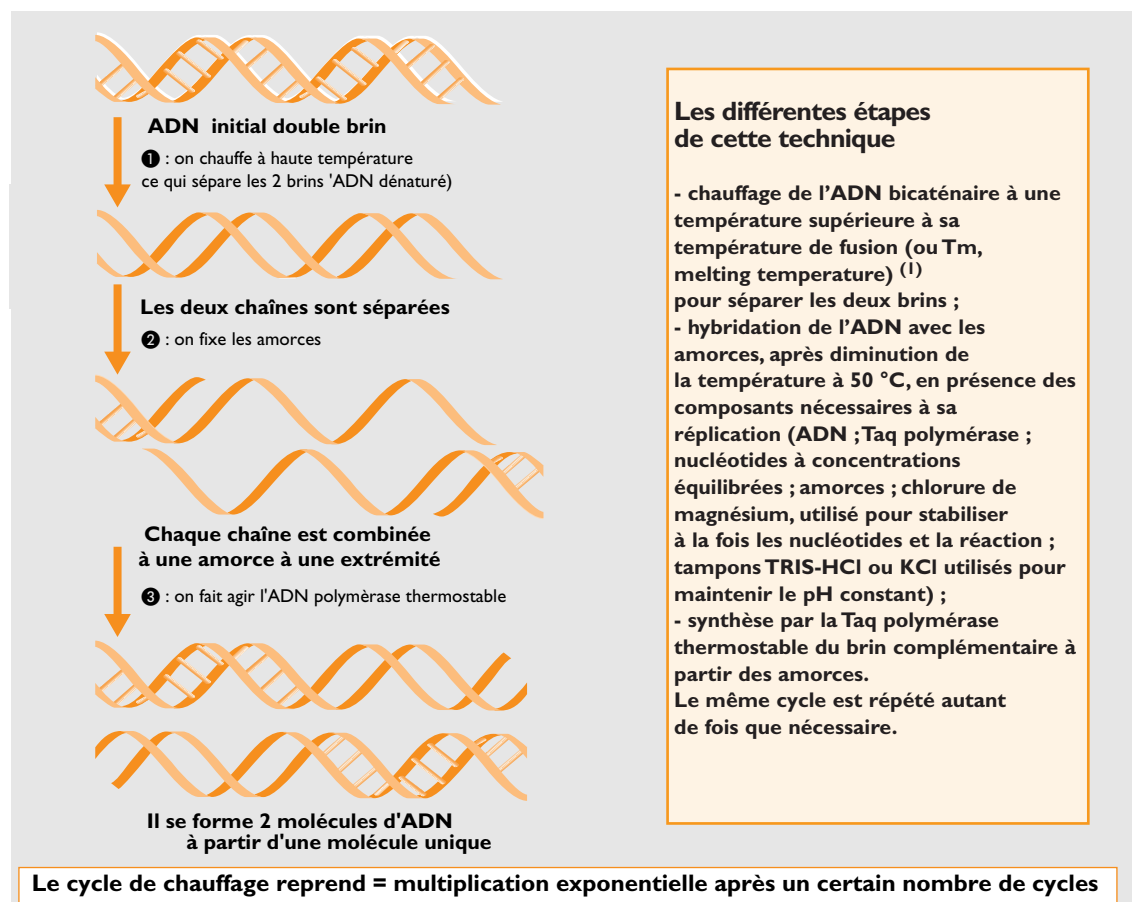 ADN initial double brin
❶ : on chauffe à haute température
ce qui sépare les 2 brins 'ADN dénaturé)
Les deux chaînes sont séparées
❷ : on fixe les amorces
Chaque chaîne est combinée
à une amorce à une extrémité
❸ : on fait agir l'ADN polymèrase thermostable
Il se forme 2 molécules d'ADN
à partir d'une molécule unique
Les différentes étapes
de cette technique
- chauffage de l’ADN bicaténaire à une
température supérieure à sa
température de fusion (ou Tm,
melting temperature) (1)
pour séparer les deux brins ;
- hybridation de l’ADN avec les
amorces, après diminution de
la température à 50 °C, en présence des
composants nécessaires à sa
réplication (ADN ; Taq polymérase ;
nucléotides à concentrations
équilibrées ; amorces ; chlorure de
magnésium, utilisé pour stabiliser
à la fois les nucléotides et la réaction ;
tampons TRIS-HCl ou KCl utilisés pour
maintenir le pH constant) ;
- synthèse par la Taq polymérase
thermostable du brin complémentaire à
partir des amorces.
Le même cycle est répété autant
de fois que nécessaire.
Le cycle de chauffage reprend = multiplication exponentielle après un certain nombre de cycles